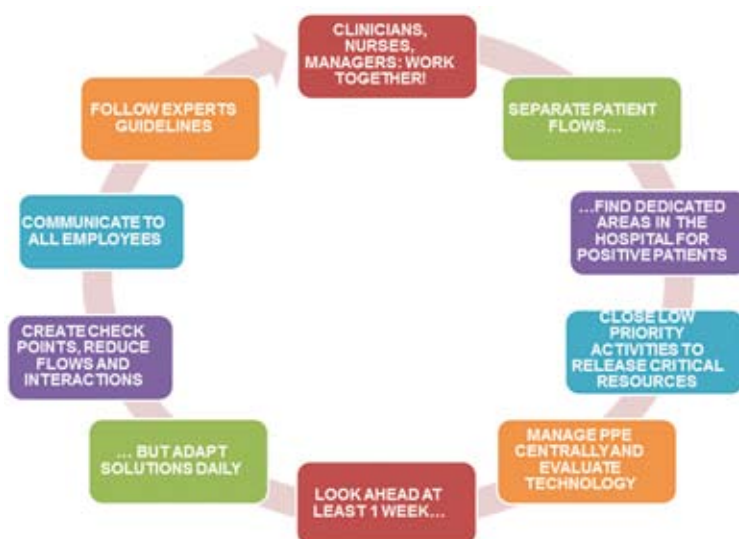 CLINICIANS,
NURSES,
MANAGERS: WORK
TOGETHER!
SEPARATE PATIENT
FLOWS…
…FIND DEDICATED
AREAS IN THE
HOSPITAL FOR
POSITIVE PATIENTS
CLOSE LOW
PRIORITY
ACTIVITIES TO
RELEASE CRITICAL
RESOURCES
MANAGE PPE
CENTRALLY AND
EVALUATE
TECHNOLOGY
LOOK AHEAD AT
LEAST 1 WEEK…
… BUT ADAPT
SOLUTIONS DAILY
CREATE CHECK
POINTS, REDUCE
FLOWS AND
INTERACTIONS
COMMUNICATE TO
ALL EMPLOYEES
FOLLOW EXPERTS
GUIDELINES